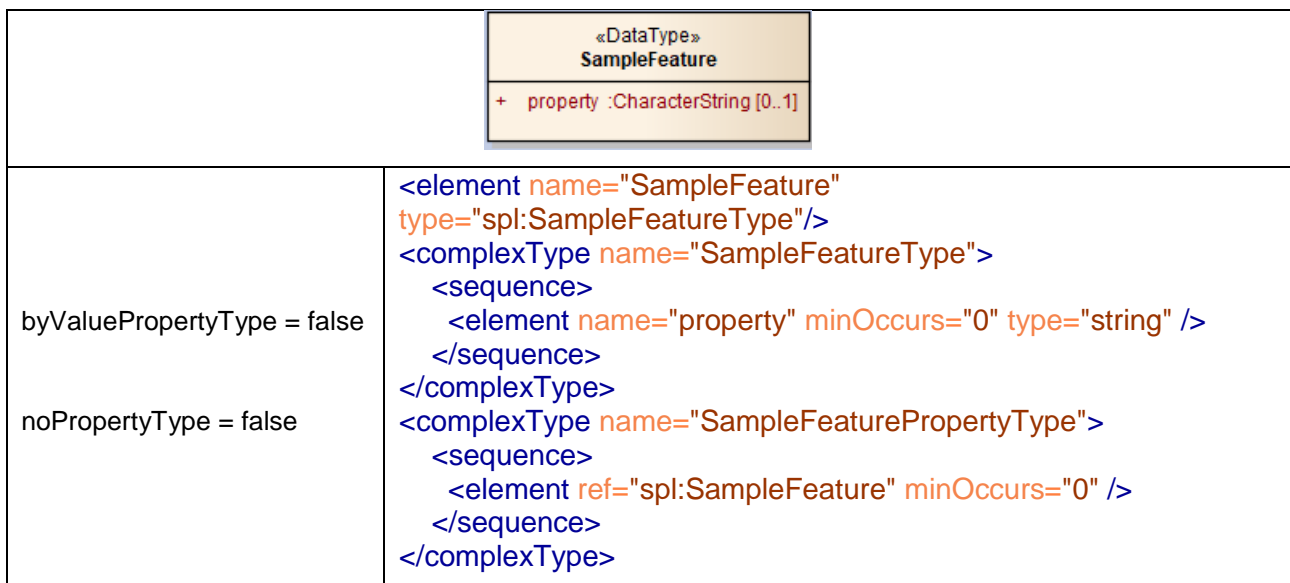 «DataType»
SampleFeature
+ property :CharacterString [0..1]
byValuePropertyType = false
noPropertyType = false
<element name="SampleFeature"
type="spl:SampleFeatureType"/>
<complexType name="SampleFeatureType">
<sequence>
<element name="property" minOccurs="0" type="string" />
</sequence>
</complexType>
<complexType name="SampleFeaturePropertyType">
<sequence>
<element ref="spl:SampleFeature" minOccurs="0" />
</sequence>
</complexType>